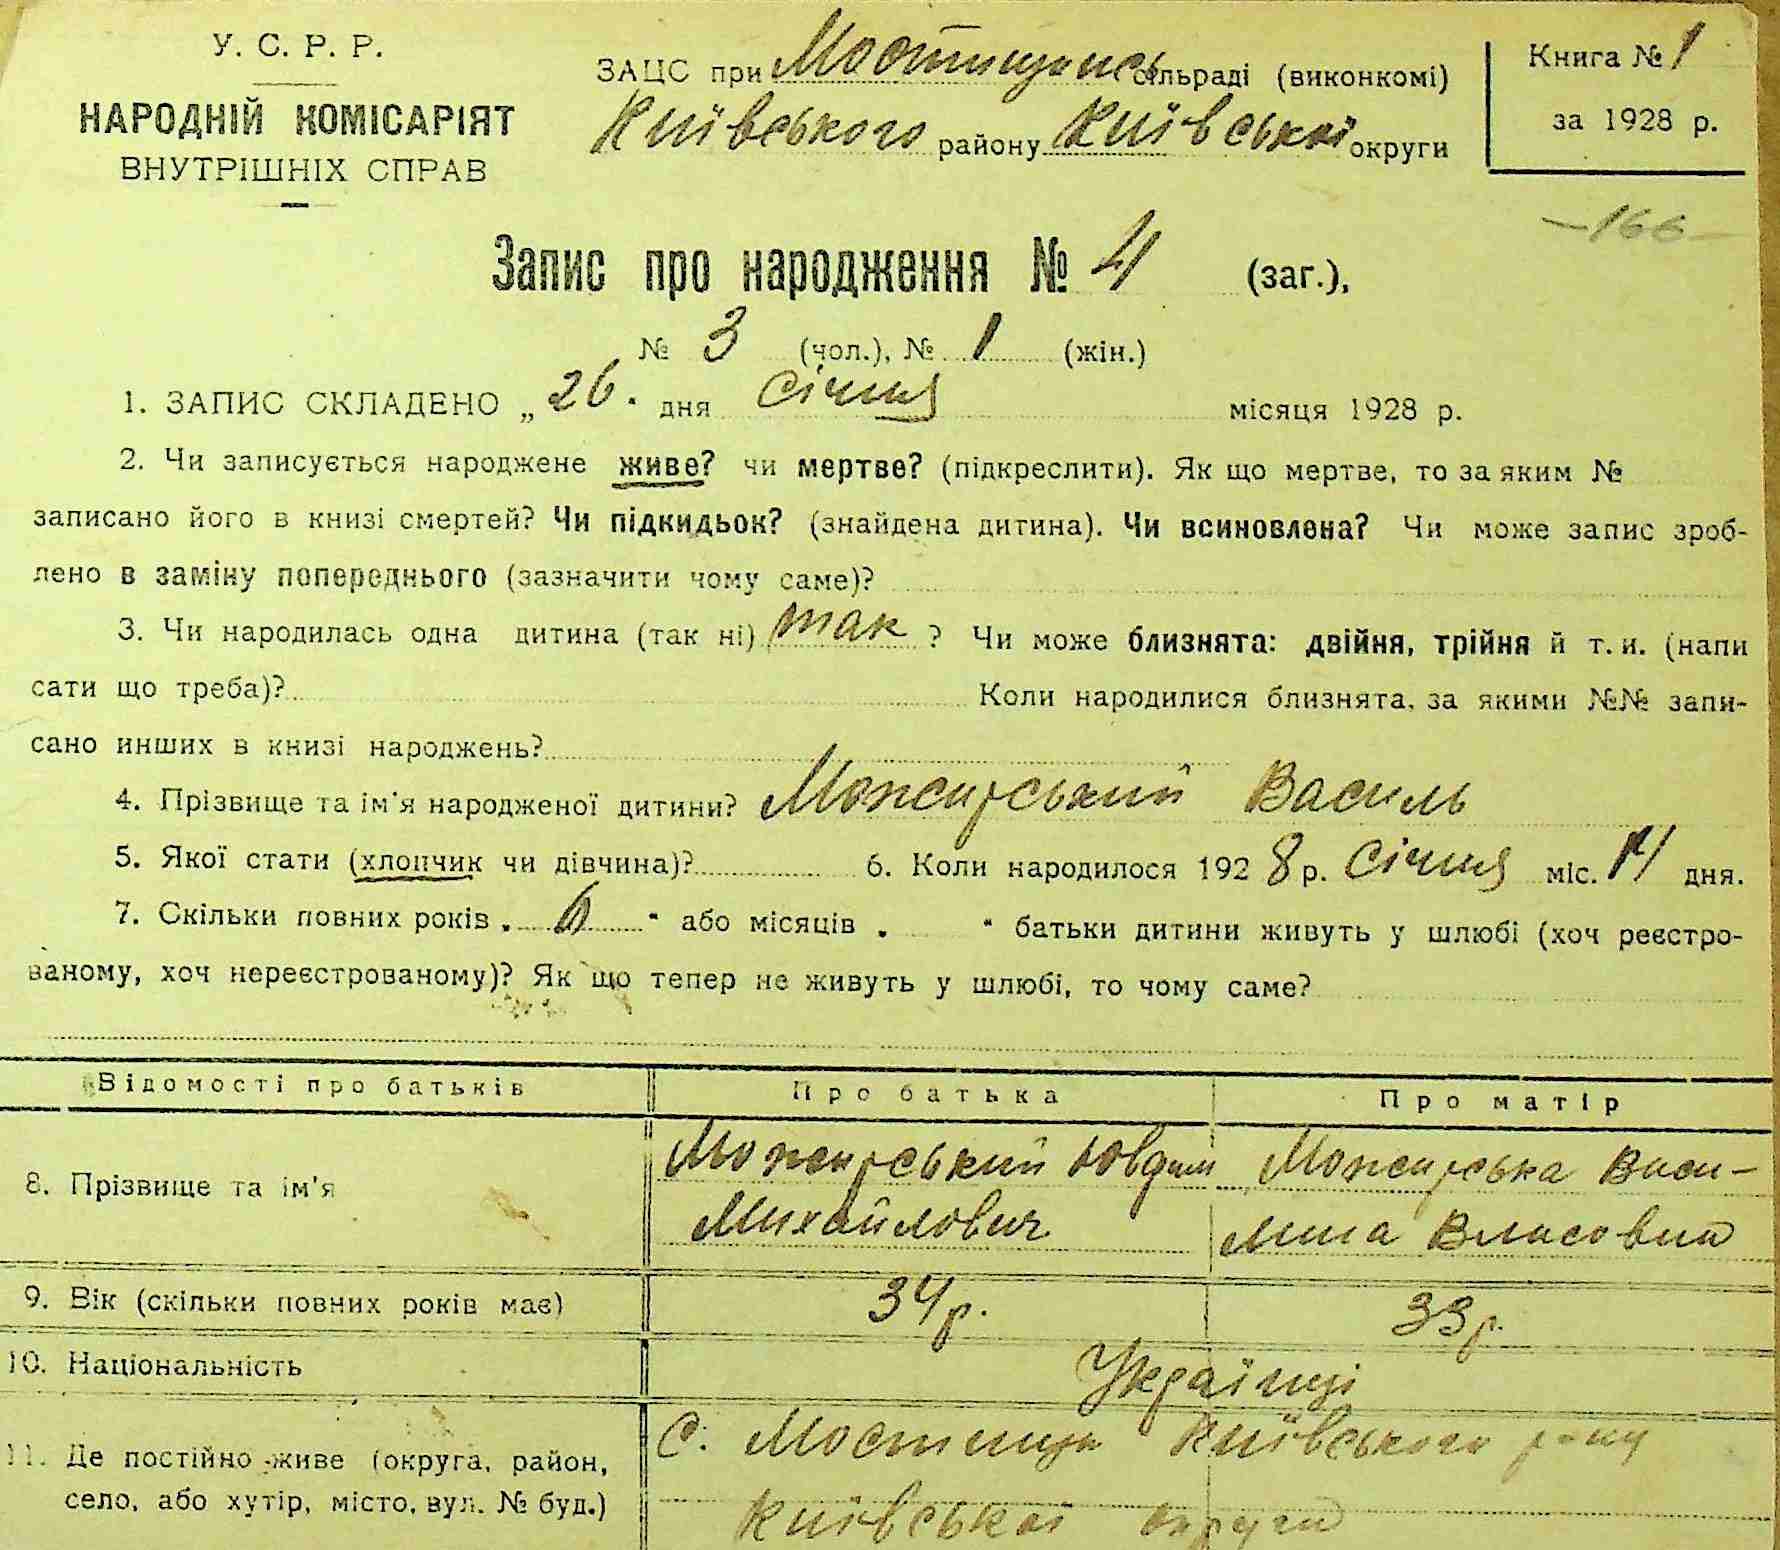 У. С. Р. Р.
НАРОДНІЙ КОМІСАРІЯТ
ВНУТРІШНІХ СПРАВ
ЗАЦС при сільраді (виконкомі)
Київського району Київської округи
Книга № 1
за 1928 р.
-166-
Запис про народження № 4 (заг.),
№ 3 (чол.), № 1 (жін.)
1. ЗАПИС СКЛАДЕНО „26" дня Січня місяця 1928 р.
2. Чи записується народжене живе? чи мертве? (підкреслити). Як що мертве, то за яким №
записано його в книзі смертей? Чи підкидьок? (знайдена дитина). Чи всиновлена? Чи може запис зроб-
лено в заміну попереднього (зазначити чому саме)?
3. Чи народилась одна дитина (так ні) так ? Чи може близнята: двійня, трійня й т. и. (напи
сати що треба)? Коли народилися близнята, за якими №№ запи-
сано инших в книзі народжень?
4. Прізвище та ім'я народженої дитини? Можирський Василь
5. Якої стати (хлопчик чи дівчина)? 6. Коли народилося 1928 р. Січня міс. 14 дня.
7. Скільки повних років „ 6 " або місяців „ " батьки дитини живуть у шлюбі (хоч реєстро-
ваному, хоч нереєстрованому)? Як що тепер не живуть у шлюбі, то чому саме?
Відомості про батьків Про батька Про матір
8. Прізвище та ім'я Можирський Овдим Можирська Васи-
Михайлович лина Власовна
9. Вік (скільки повних років має) 34 р. 33 р.
10. Національність Українці
11. Де постійно живе (округа, район, с. Мостище Київського р-ну
село, або хутір, місто, вул. № буд.) Київської округи